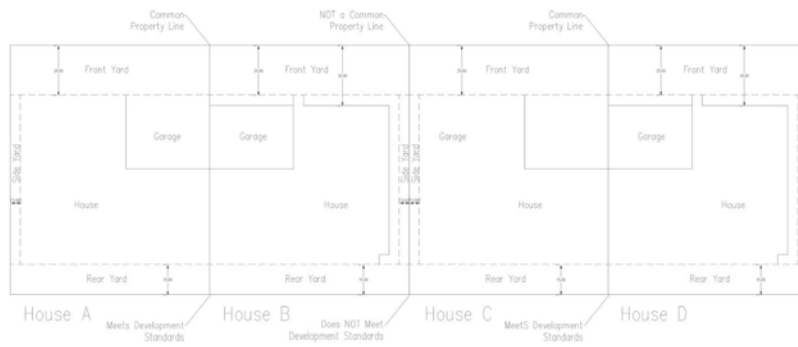 Common
Property Line
NOT a Common
Property Line
Common
Property Line
Front Yard
Front Yard
Front Yard
Front Yard
Garage
Garage
Garage
Garage
Side Yard
Side Yard
Side Yard
House
House
House
House
Rear Yard
Rear Yard
Rear Yard
Rear Yard
House A
House B
House C
House D
Meets Development
Standards
Does NOT Meet
Development Standards
MeetS Development
Standards